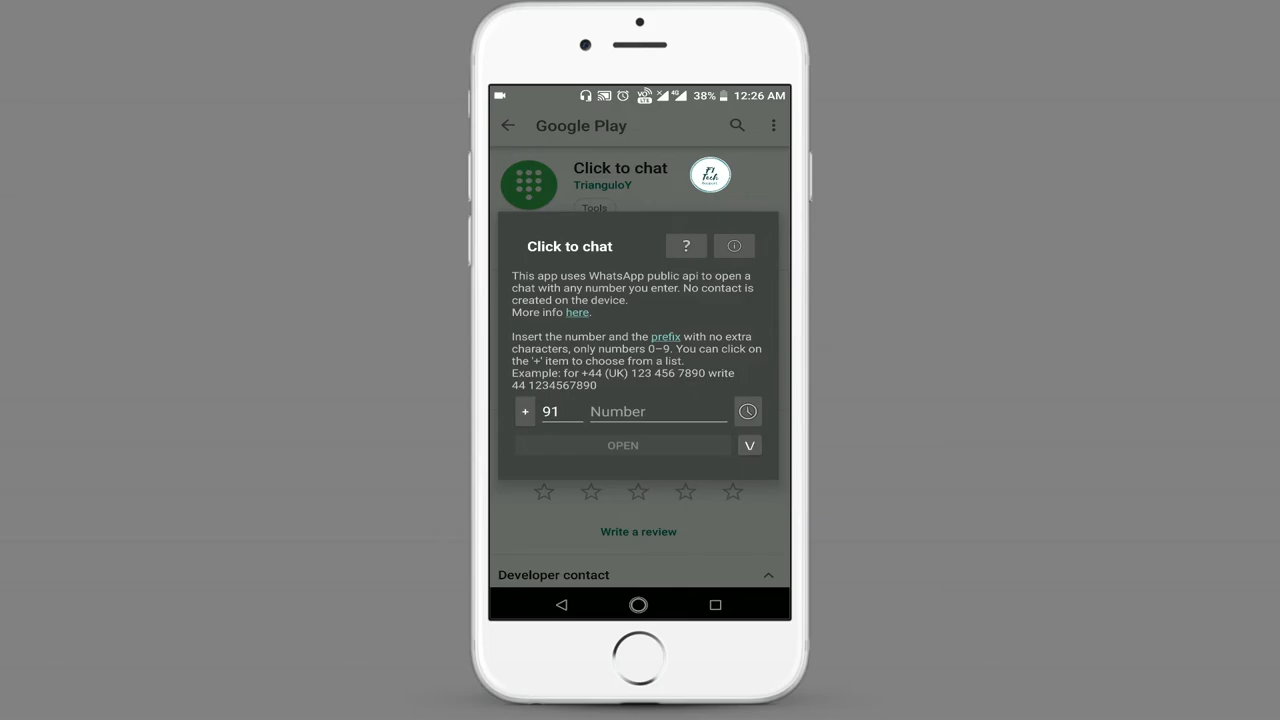 VO
LTE
4G
38%
12:26 AM
Google Play
Click to chat
TrianguloY
Tools
Tech
Click to chat
?
This app uses WhatsApp public api to open a
chat with any number you enter. No contact is
created on the device.
More info here.
Insert the number and the prefix with no extra
characters, only numbers 0–9. You can click on
the '+' item to choose from a list.
Example: for +44 (UK) 123 456 7890 write
44 1234567890
+ 91 Number
OPEN V
Write a review
Developer contact